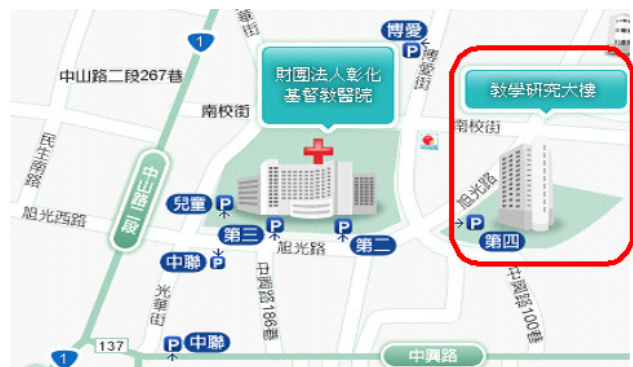 1
博愛
P
博愛街
中山路二段267巷
財團法人彰化
基督教醫院
教學研究大樓
南校街
南校街
民生南路
中山路二段
兒童 P
旭光路
旭光西路
第三 P
P 第二
P
第四
旭光路
中聯 P
光華街
中興路186巷
中興路100巷
137
P 中聯
1
中興路